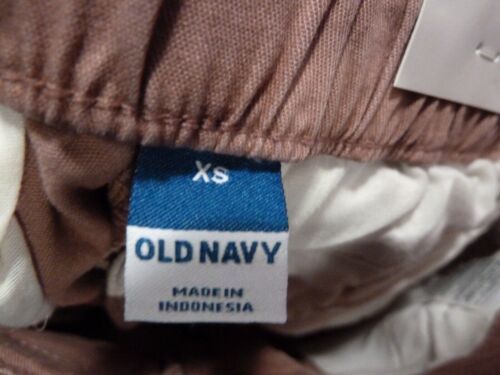 XS
OLD NAVY
MADE IN
INDONESIA